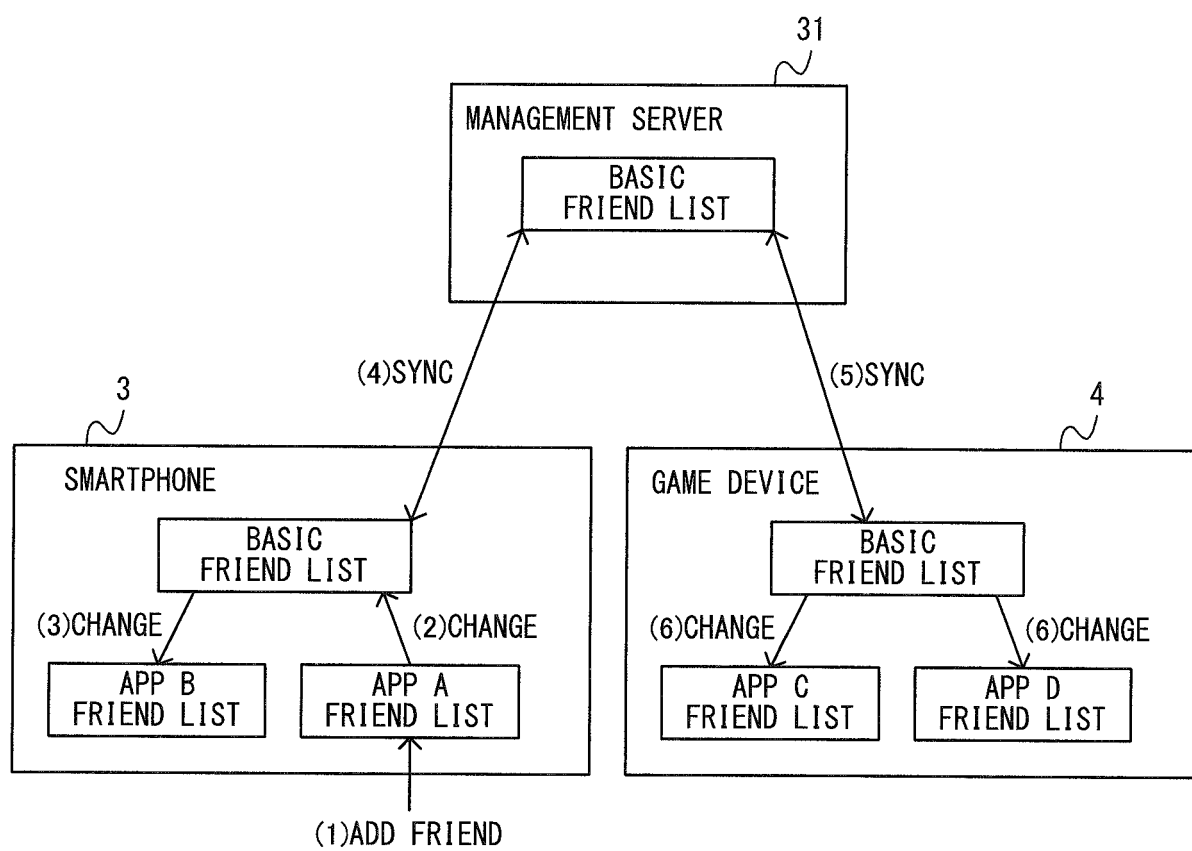 31
MANAGEMENT SERVER
BASIC
FRIEND LIST
(4)SYNC
(5)SYNC
3
4
SMARTPHONE
GAME DEVICE
BASIC
FRIEND LIST
BASIC
FRIEND LIST
(3)CHANGE
(2)CHANGE
(6)CHANGE
(6)CHANGE
APP B
FRIEND LIST
APP A
FRIEND LIST
APP C
FRIEND LIST
APP D
FRIEND LIST
(1)ADD FRIEND